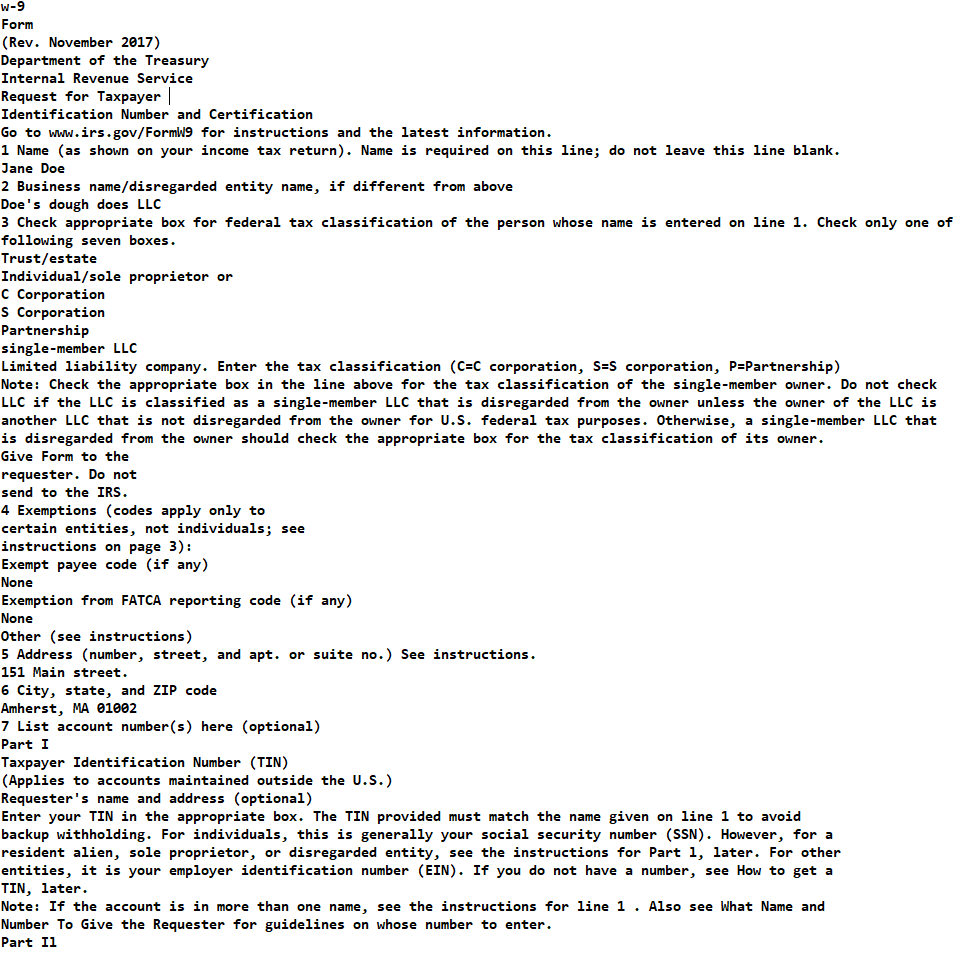 w-9
Form
(Rev. November 2017)
Department of the Treasury
Internal Revenue Service
Request for Taxpayer
Identification Number and Certification
Go to www.irs.gov/FormW9 for instructions and the latest information.
1 Name (as shown on your income tax return). Name is required on this line; do not leave this line blank.
Jane Doe
2 Business name/disregarded entity name, if different from above
Doe's dough does LLC
3 Check appropriate box for federal tax classification of the person whose name is entered on line 1. Check only one of
following seven boxes.
Trust/estate
Individual/sole proprietor or
C Corporation
S Corporation
Partnership
single-member LLC
Limited liability company. Enter the tax classification (C=C corporation, S=S corporation, P=Partnership)
Note: Check the appropriate box in the line above for the tax classification of the single-member owner. Do not check
LLC if the LLC is classified as a single-member LLC that is disregarded from the owner unless the owner of the LLC is
another LLC that is not disregarded from the owner for U.S. federal tax purposes. Otherwise, a single-member LLC that
is disregarded from the owner should check the appropriate box for the tax classification of its owner.
Give Form to the
requester. Do not
send to the IRS.
4 Exemptions (codes apply only to
certain entities, not individuals; see
instructions on page 3):
Exempt payee code (if any)
None
Exemption from FATCA reporting code (if any)
None
Other (see instructions)
5 Address (number, street, and apt. or suite no.) See instructions.
151 Main street.
6 City, state, and ZIP code
Amherst, MA 01002
7 List account number(s) here (optional)
Part I
Taxpayer Identification Number (TIN)
(Applies to accounts maintained outside the U.S.)
Requester's name and address (optional)
Enter your TIN in the appropriate box. The TIN provided must match the name given on line 1 to avoid
backup withholding. For individuals, this is generally your social security number (SSN). However, for a
resident alien, sole proprietor, or disregarded entity, see the instructions for Part l, later. For other
entities, it is your employer identification number (EIN). If you do not have a number, see How to get a
TIN, later.
Note: If the account is in more than one name, see the instructions for line 1 . Also see What Name and
Number To Give the Requester for guidelines on whose number to enter.
Part Il